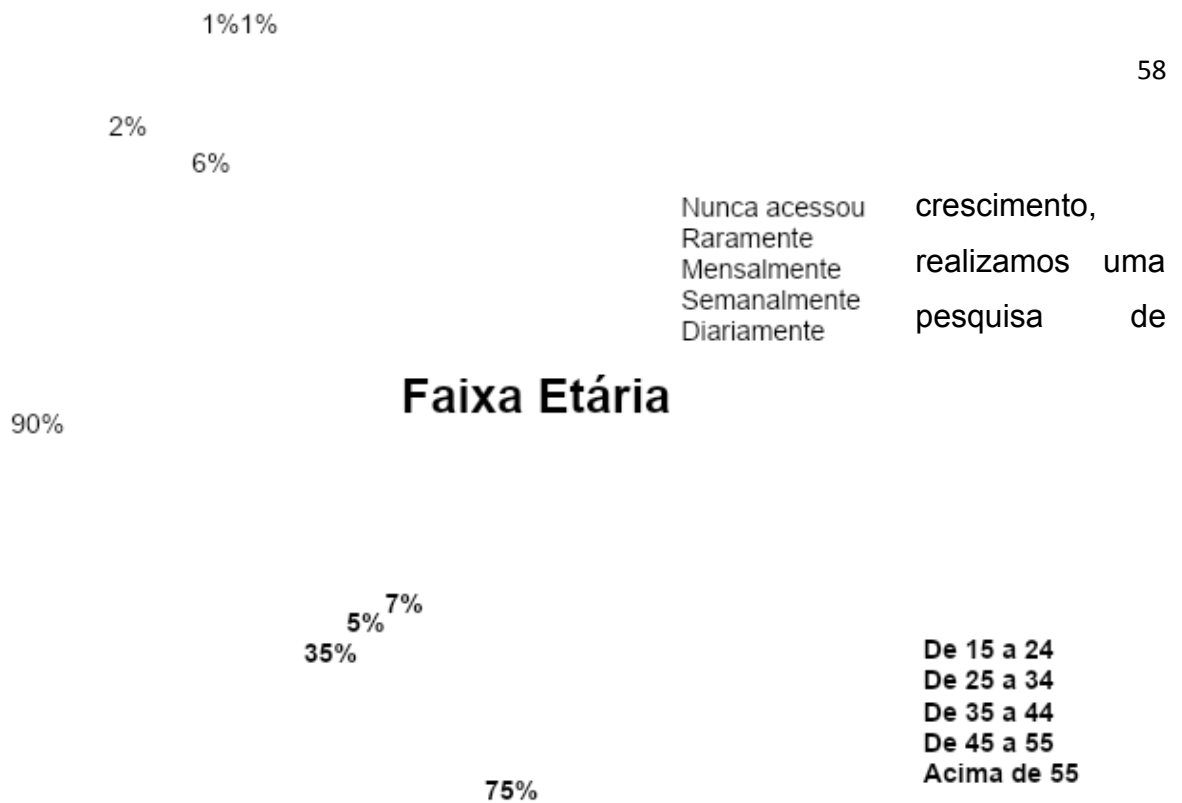 1%1%
58
2%
6%
Nunca acessou
Raramente
Mensalmente
Semanalmente
Diariamente
crescimento,
realizamos uma
pesquisa de
Faixa Etária
90%
7%
5%
35%
De 15 a 24
De 25 a 34
De 35 a 44
De 45 a 55
Acima de 55
75%